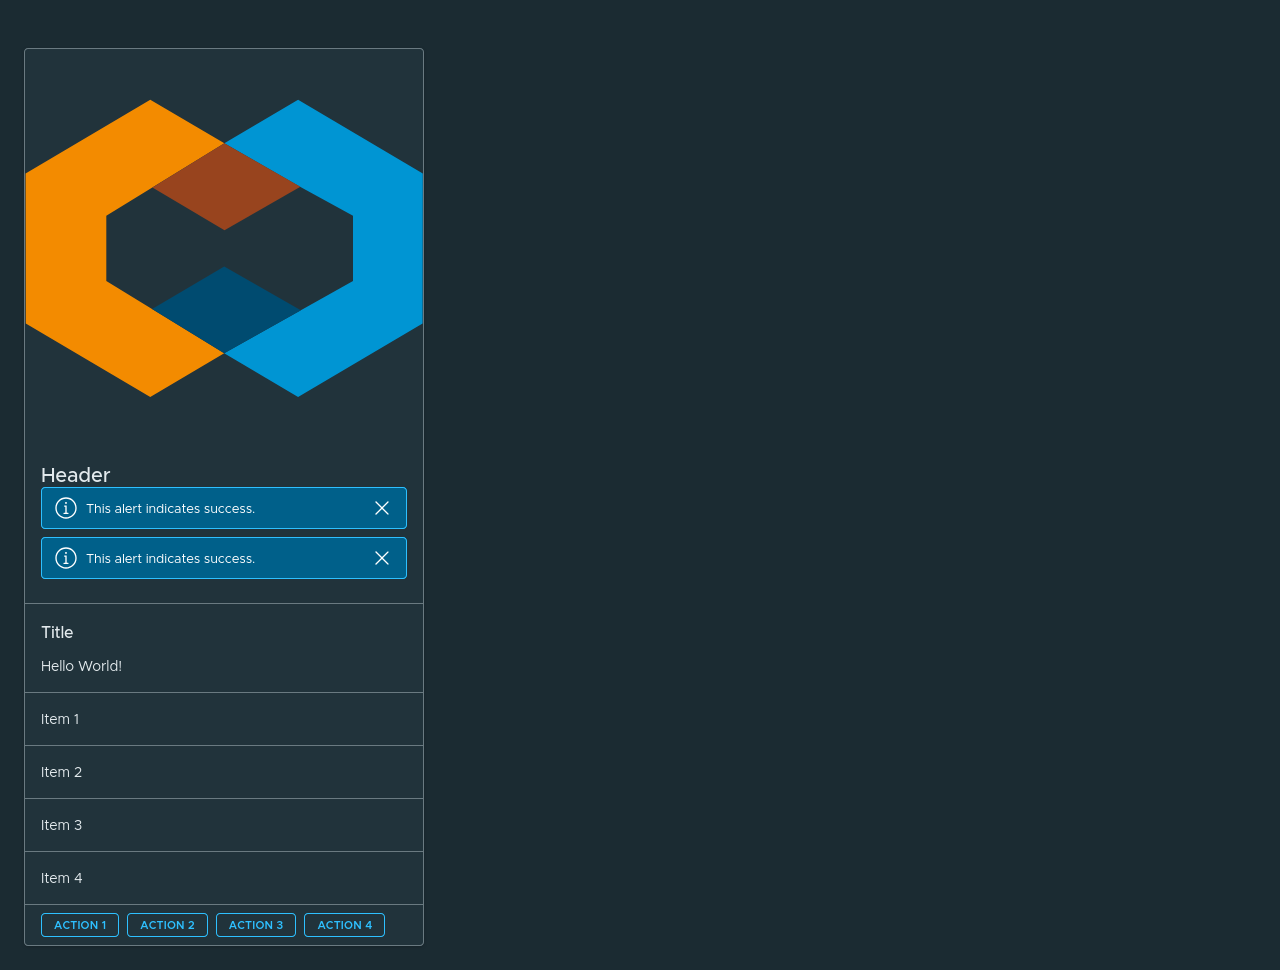 Header
This alert indicates success.
This alert indicates success.
Title
Hello World!
Item 1
Item 2
Item 3
Item 4
ACTION 1 ACTION 2 ACTION 3 ACTION 4